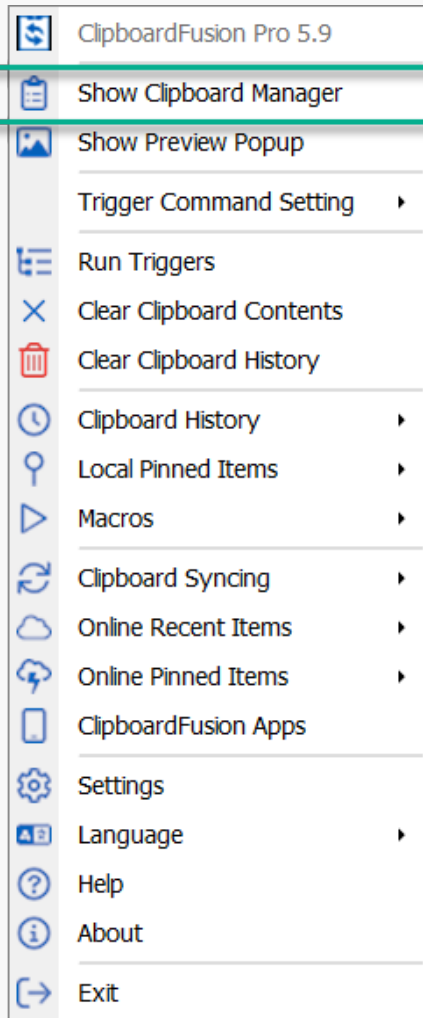 ClipboardFusion Pro 5.9
Show Clipboard Manager
Show Preview Popup
Trigger Command Setting
Run Triggers
Clear Clipboard Contents
Clear Clipboard History
Clipboard History
Local Pinned Items
Macros
Clipboard Syncing
Online Recent Items
Online Pinned Items
ClipboardFusion Apps
Settings
Language
Help
About
Exit